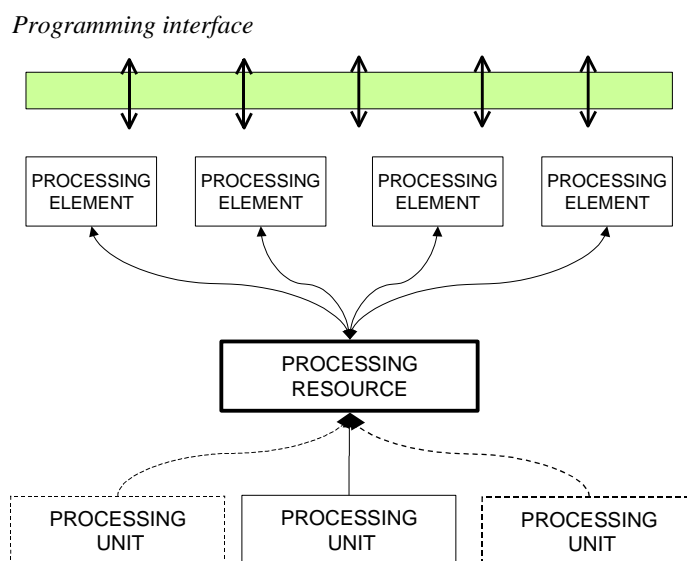 Programming interface
PROCESSING
ELEMENT
PROCESSING
ELEMENT
PROCESSING
ELEMENT
PROCESSING
ELEMENT
PROCESSING
RESOURCE
PROCESSING
UNIT
PROCESSING
UNIT
PROCESSING
UNIT